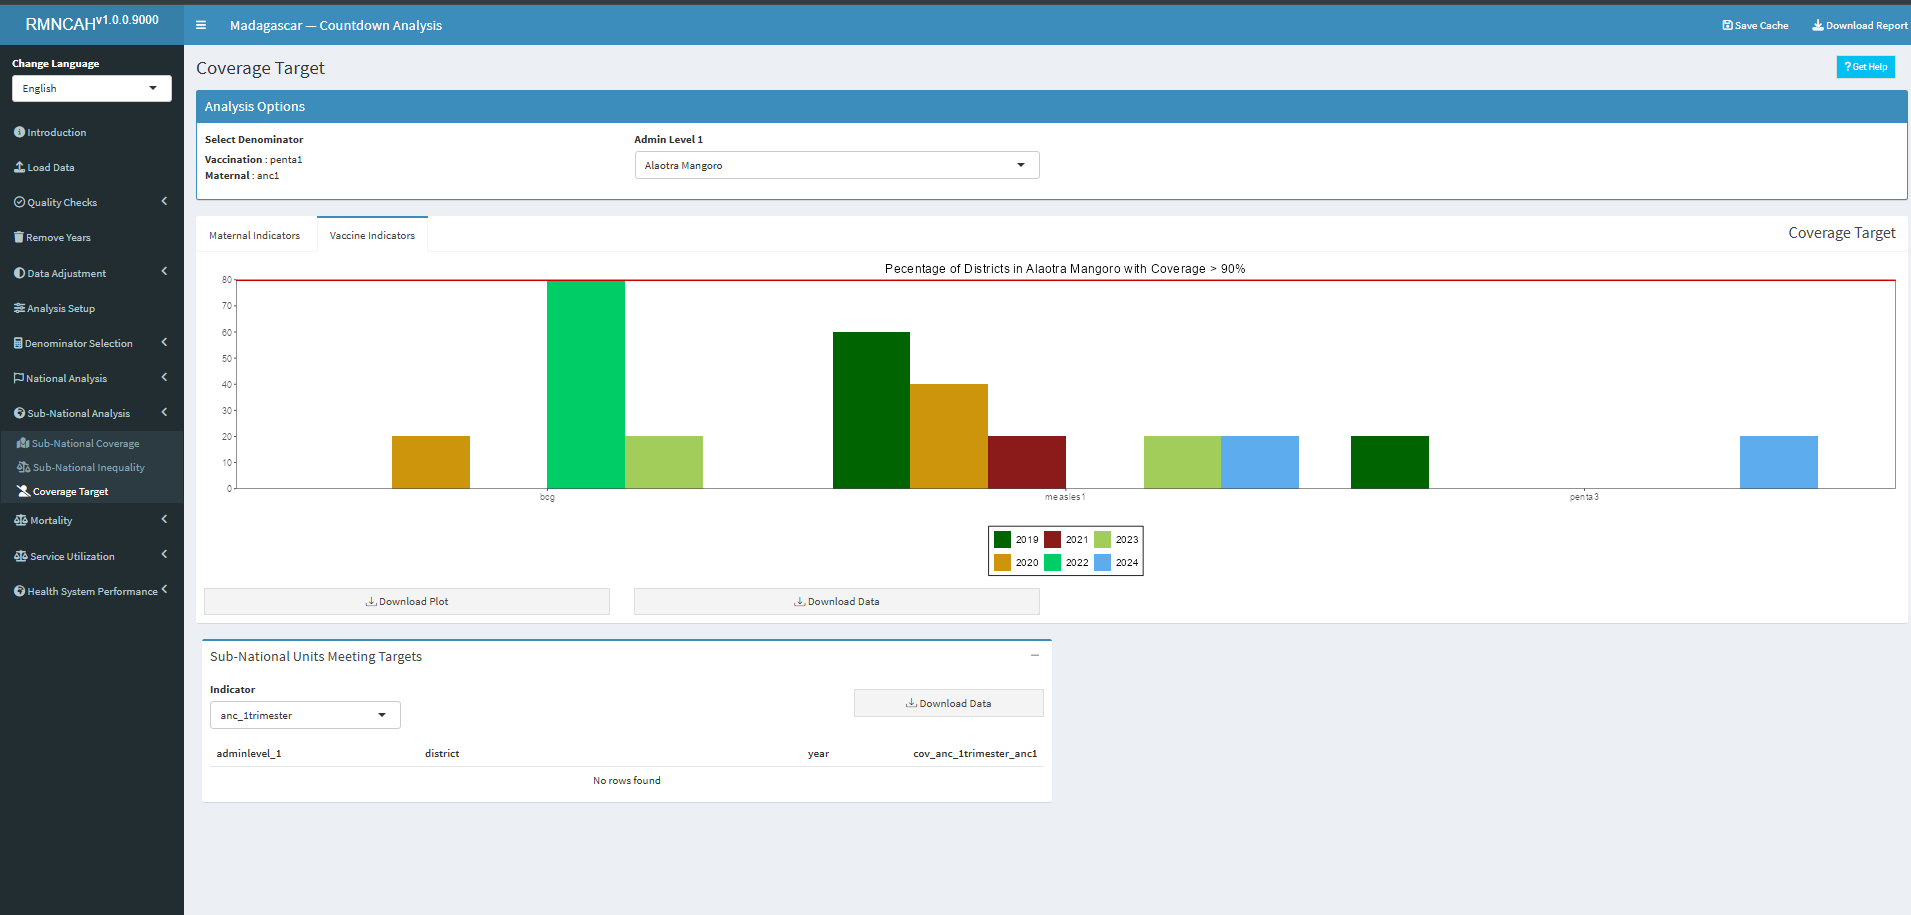 RMNCAHv1.0.0.9000
Madagascar — Countdown Analysis
Save Cache
Download Report
Change Language
English
Introduction
Load Data
Quality Checks
Remove Years
Data Adjustment
Analysis Setup
Denominator Selection
National Analysis
Sub-National Analysis
Sub-National Coverage
Sub-National Inequality
Coverage Target
Mortality
Service Utilization
Health System Performance
Coverage Target
? Get Help
Analysis Options
Select Denominator
Vaccination : penta1
Maternal : anc1
Admin Level 1
Alaotra Mangoro
Maternal Indicators
Vaccine Indicators
Coverage Target
Pecentage of Districts in Alaotra Mangoro with Coverage > 90%
80
70
60
50
40
30
20
10
0
bcg
measles1
penta3
2019 2021 2023
2020 2022 2024
Download Plot
Download Data
Sub-National Units Meeting Targets
Indicator
anc_1trimester
Download Data
adminlevel_1 district year cov_anc_1trimester_anc1
No rows found